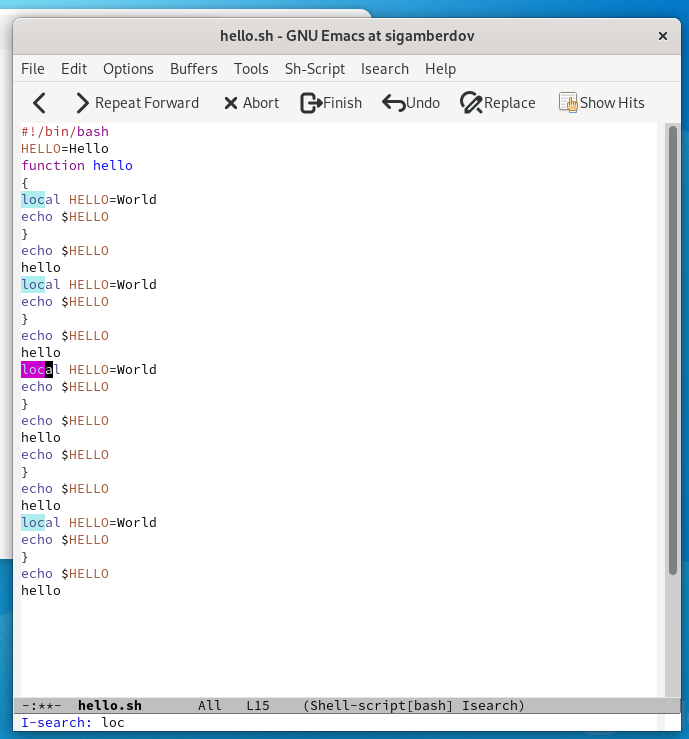 hello.sh - GNU Emacs at sigamberdov
File Edit Options Buffers Tools Sh-Script Isearch Help
Repeat Forward Abort Finish Undo Replace Show Hits
#!/bin/bash
HELLO=Hello
function hello
{
local HELLO=World
echo $HELLO
}
echo $HELLO
hello
local HELLO=World
echo $HELLO
}
echo $HELLO
hello
local HELLO=World
echo $HELLO
}
echo $HELLO
hello
echo $HELLO
}
echo $HELLO
hello
local HELLO=World
echo $HELLO
}
echo $HELLO
hello
-:**- hello.sh All L15 (Shell-script[bash] Isearch)
I-search: loc